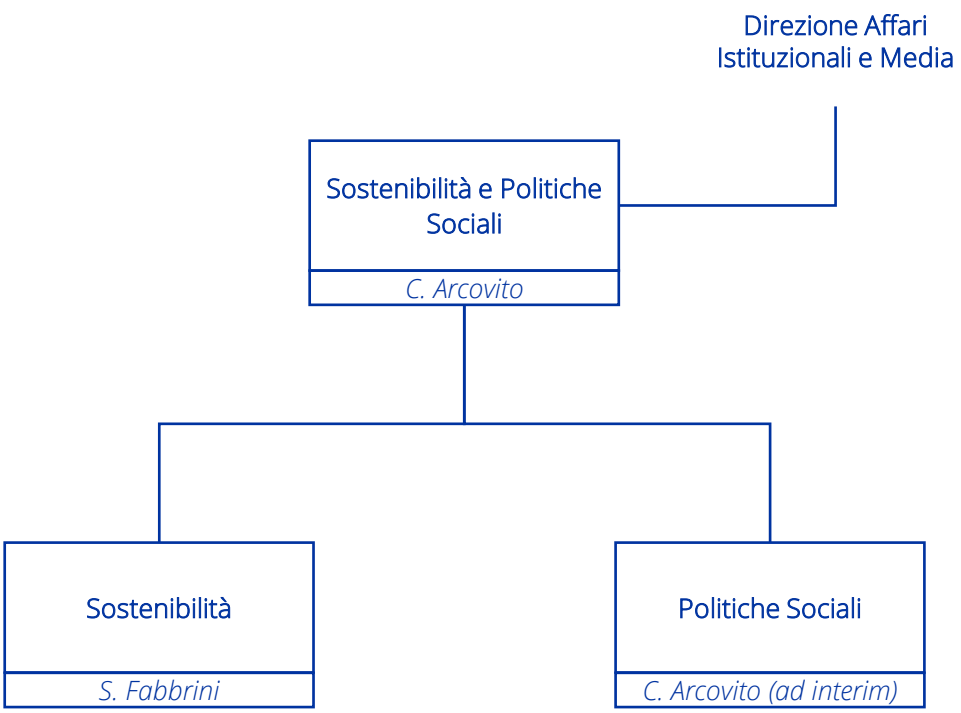 Direzione Affari
Istituzionali e Media
Sostenibilità e Politiche
Sociali
C. Arcovito
Sostenibilità
S. Fabbrini
Politiche Sociali
C. Arcovito (ad interim)